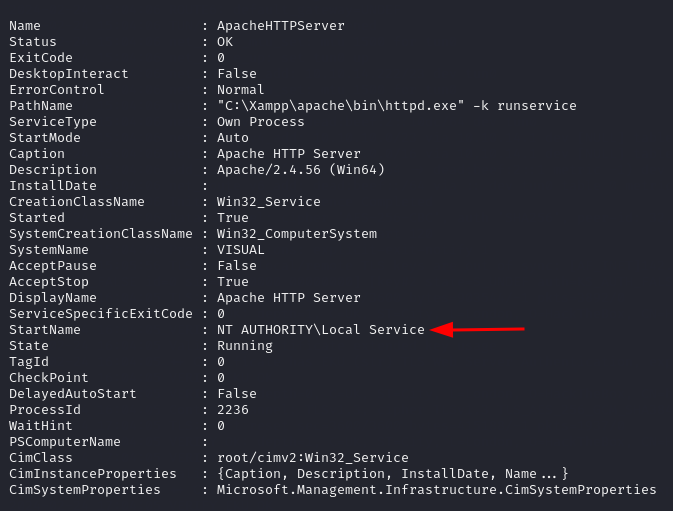 Name                    : ApacheHTTPServer
Status                  : OK
ExitCode                : 0
DesktopInteract         : False
ErrorControl            : Normal
PathName                : "C:\Xampp\apache\bin\httpd.exe" -k runservice
ServiceType             : Own Process
StartMode               : Auto
Caption                 : Apache HTTP Server
Description             : Apache/2.4.56 (Win64)
InstallDate             :
CreationClassName       : Win32_Service
Started                 : True
SystemCreationClassName : Win32_ComputerSystem
SystemName              : VISUAL
AcceptPause             : False
AcceptStop              : True
DisplayName             : Apache HTTP Server
ServiceSpecificExitCode : 0
StartName               : NT AUTHORITY\Local Service
State                   : Running
TagId                   : 0
CheckPoint              : 0
DelayedAutoStart        : False
ProcessId               : 2236
WaitHint                : 0
PSComputerName          :
CimClass                : root/cimv2:Win32_Service
CimInstanceProperties   : {Caption, Description, InstallDate, Name...}
CimSystemProperties     : Microsoft.Management.Infrastructure.CimSystemProperties